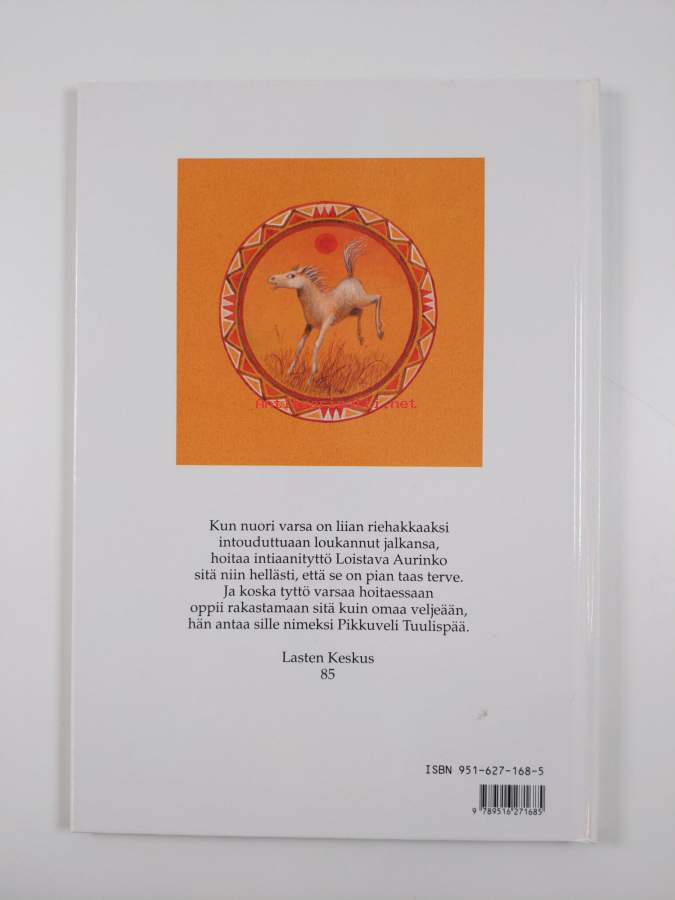 Kun nuori varsa on liian riehakkaaksi
intouduttuaan loukannut jalkansa,
hoitaa intiaanityttö Loistava Aurinko
sitä niin hellästi, että se on pian taas terve.
Ja koska tyttö varsaa hoitaessaan
oppii rakastamaan sitä kuin omaa veljeään,
hän antaa sille nimeksi Pikkuveli Tuulispää.
Lasten Keskus
85
ISBN 951-627-168-5
9 789516 271685